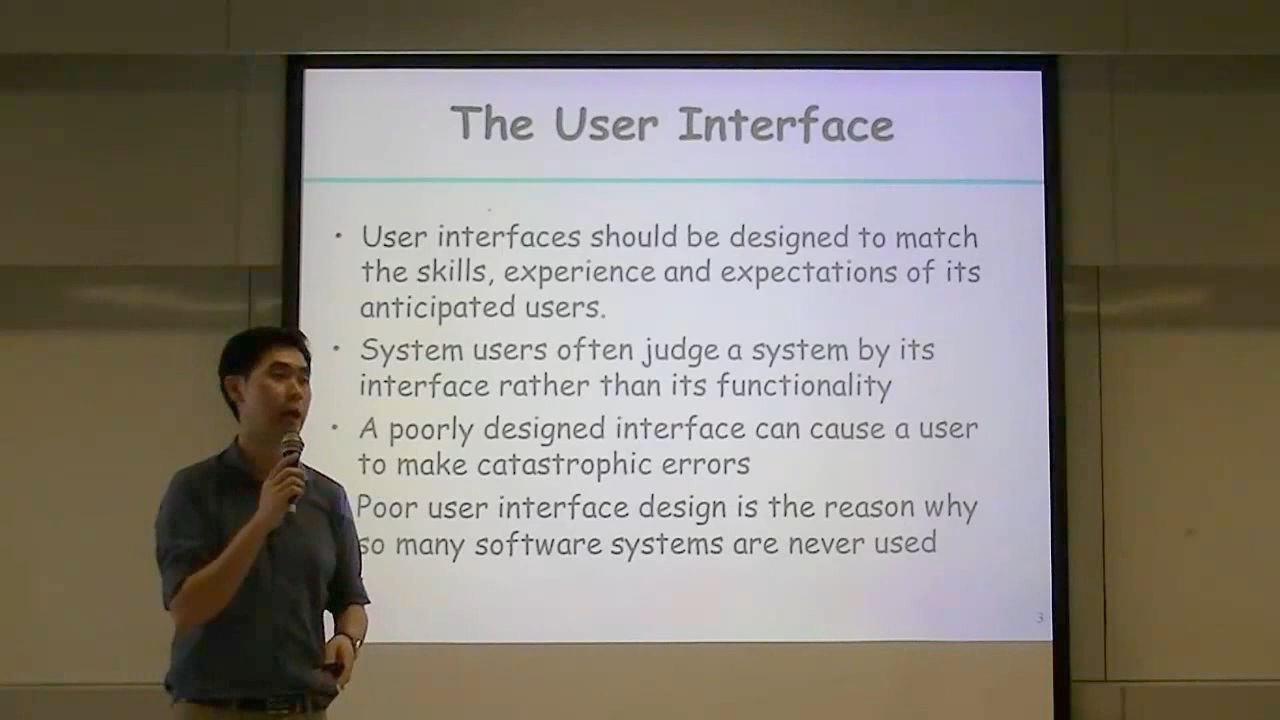 The User Interface
• User interfaces should be designed to match
the skills, experience and expectations of its
anticipated users.
• System users often judge a system by its
interface rather than its functionality
• A poorly designed interface can cause a user
to make catastrophic errors
Poor user interface design is the reason why
so many software systems are never used
3